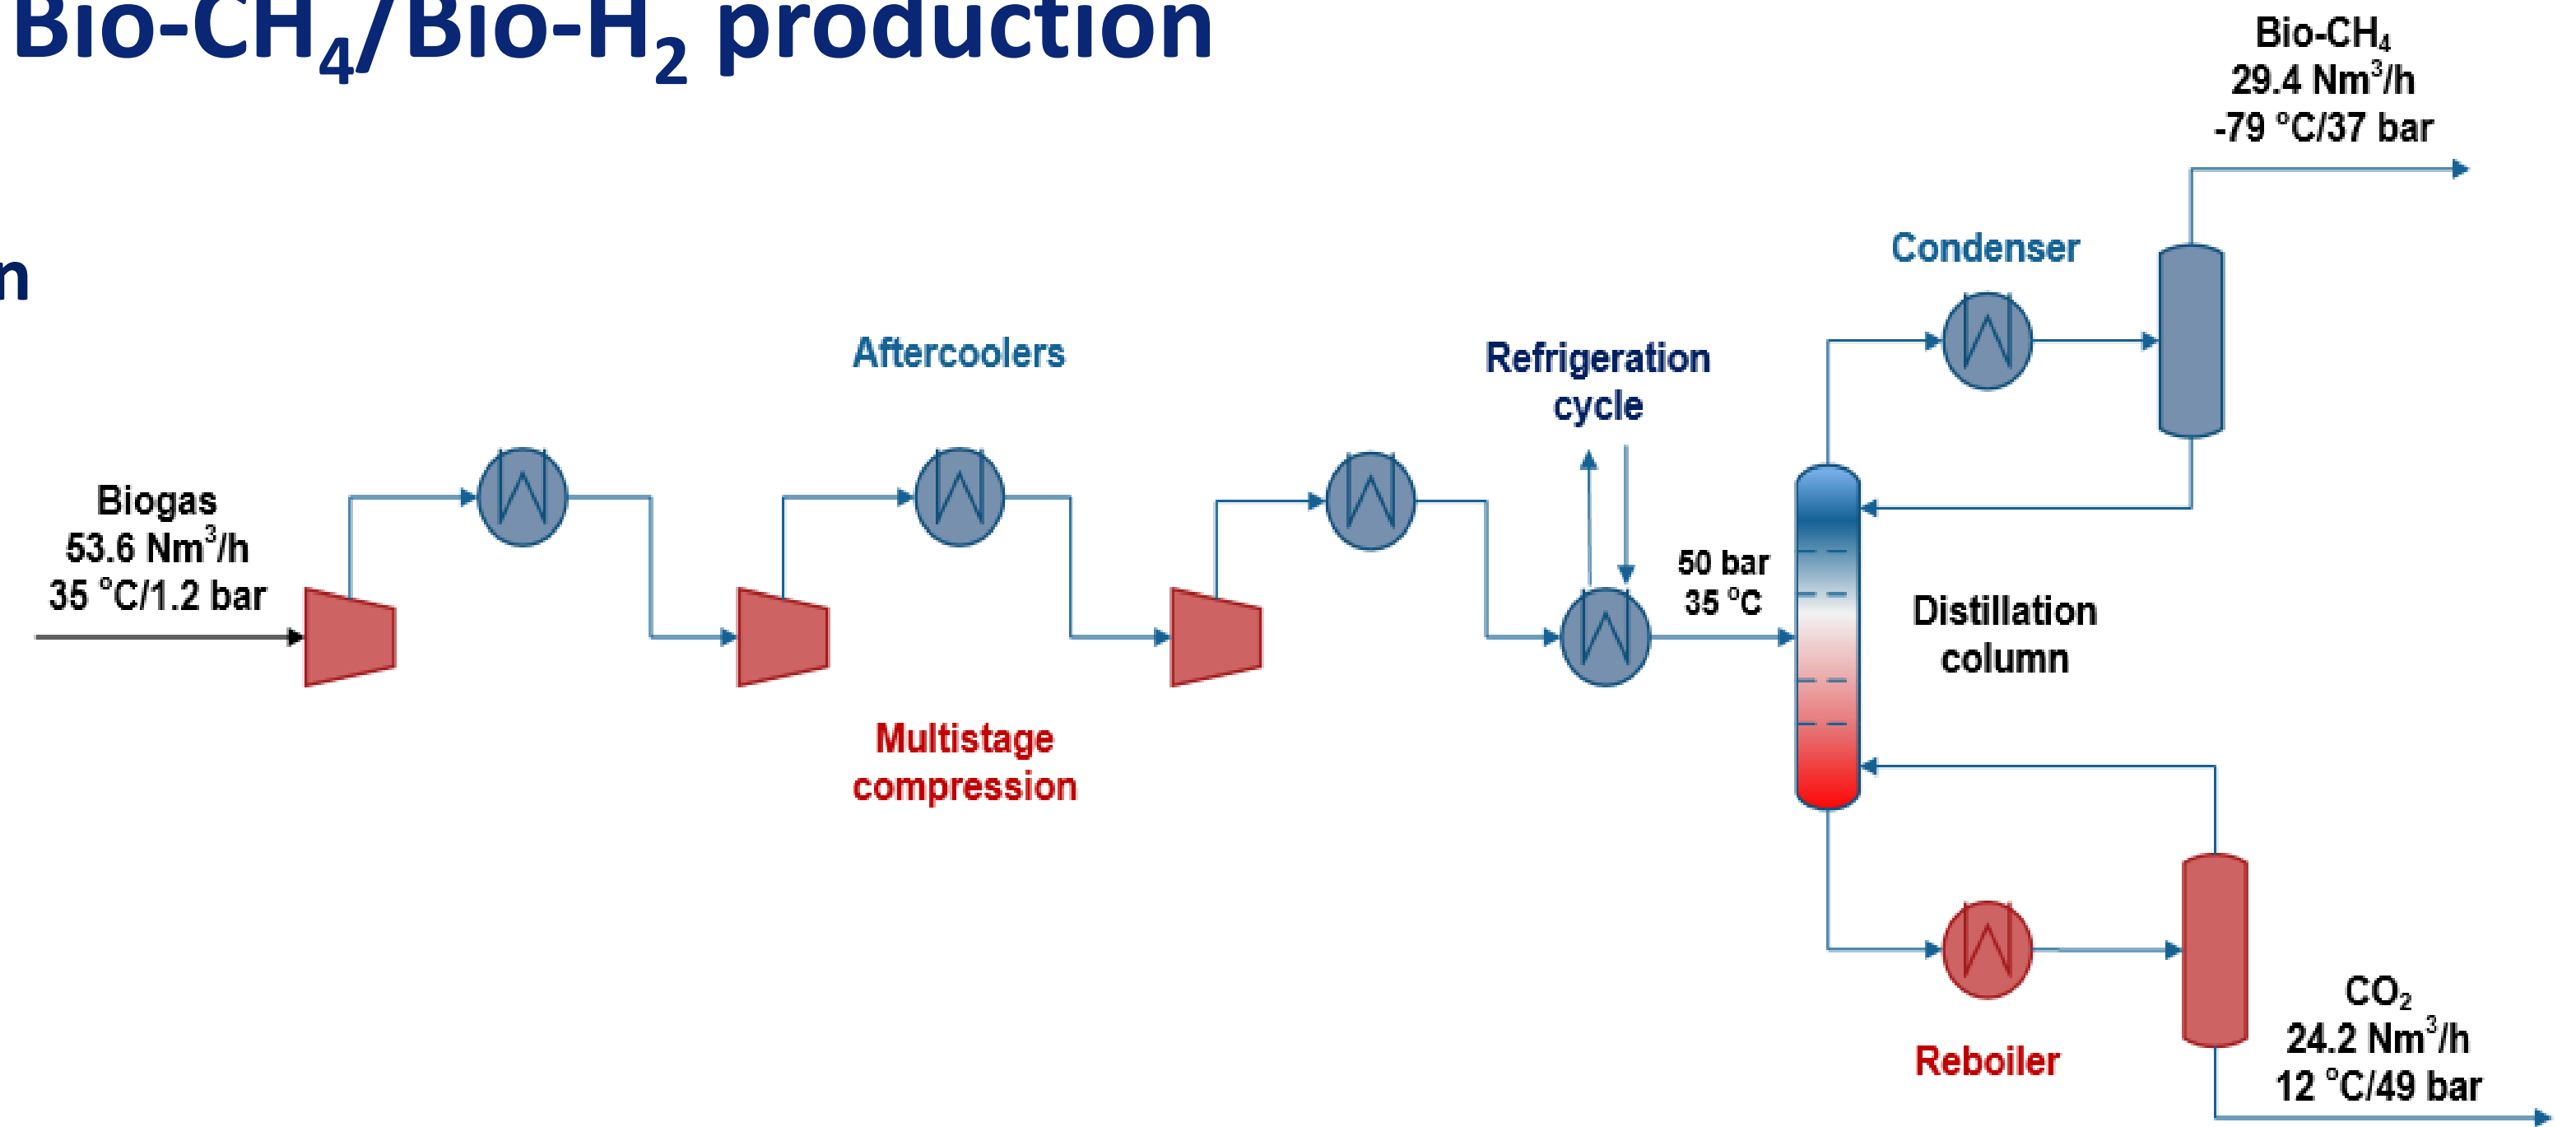 Bio-CH₄/Bio-H₂ production
n
Bio-CH₄
29.4 Nm³/h
-79 °C/37 bar
Condenser
Aftercoolers
Refrigeration
cycle
Biogas
53.6 Nm³/h
35 °C/1.2 bar
50 bar
35 °C
Distillation
column
Multistage
compression
Reboiler
CO₂
24.2 Nm³/h
12 °C/49 bar